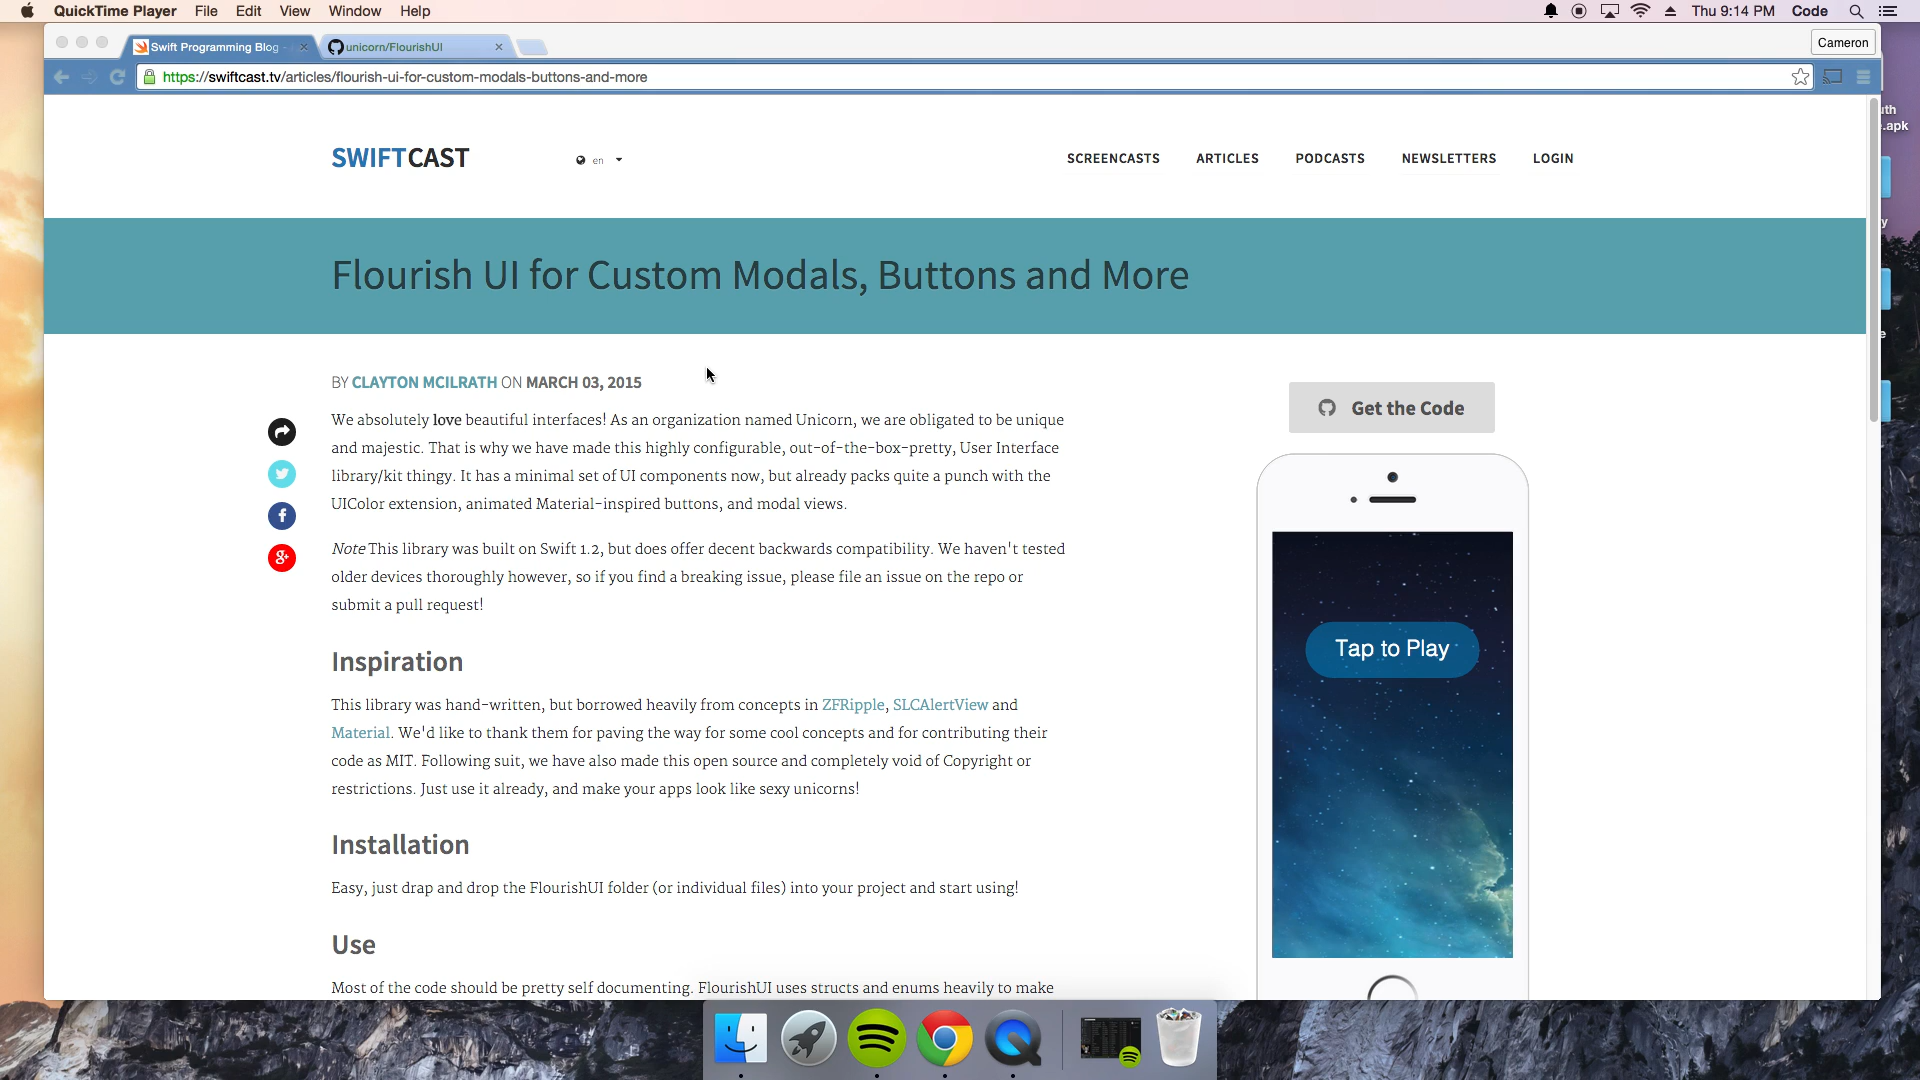 QuickTime Player File Edit View Window Help
Thu 9:14 PM Code
Swift Programming Blog -
unicorn/FlourishUI
Cameron
https://swiftcast.tv/articles/flourish-ui-for-custom-modals-buttons-and-more
SWIFTCAST
en
SCREENCASTS ARTICLES PODCASTS NEWSLETTERS LOGIN
Flourish UI for Custom Modals, Buttons and More
BY CLAYTON MCILRATH ON MARCH 03, 2015
We absolutely love beautiful interfaces! As an organization named Unicorn, we are obligated to be unique
and majestic. That is why we have made this highly configurable, out-of-the-box-pretty, User Interface
library/kit thingy. It has a minimal set of UI components now, but already packs quite a punch with the
UIColor extension, animated Material-inspired buttons, and modal views.
Note This library was built on Swift 1.2, but does offer decent backwards compatibility. We haven't tested
older devices thoroughly however, so if you find a breaking issue, please file an issue on the repo or
submit a pull request!
Inspiration
This library was hand-written, but borrowed heavily from concepts in ZFRipple, SLCAlertView and
Material. We'd like to thank them for paving the way for some cool concepts and for contributing their
code as MIT. Following suit, we have also made this open source and completely void of Copyright or
restrictions. Just use it already, and make your apps look like sexy unicorns!
Installation
Easy, just drap and drop the FlourishUI folder (or individual files) into your project and start using!
Use
Most of the code should be pretty self documenting. FlourishUI uses structs and enums heavily to make
Get the Code
Tap to Play
uth
.apk
y
e